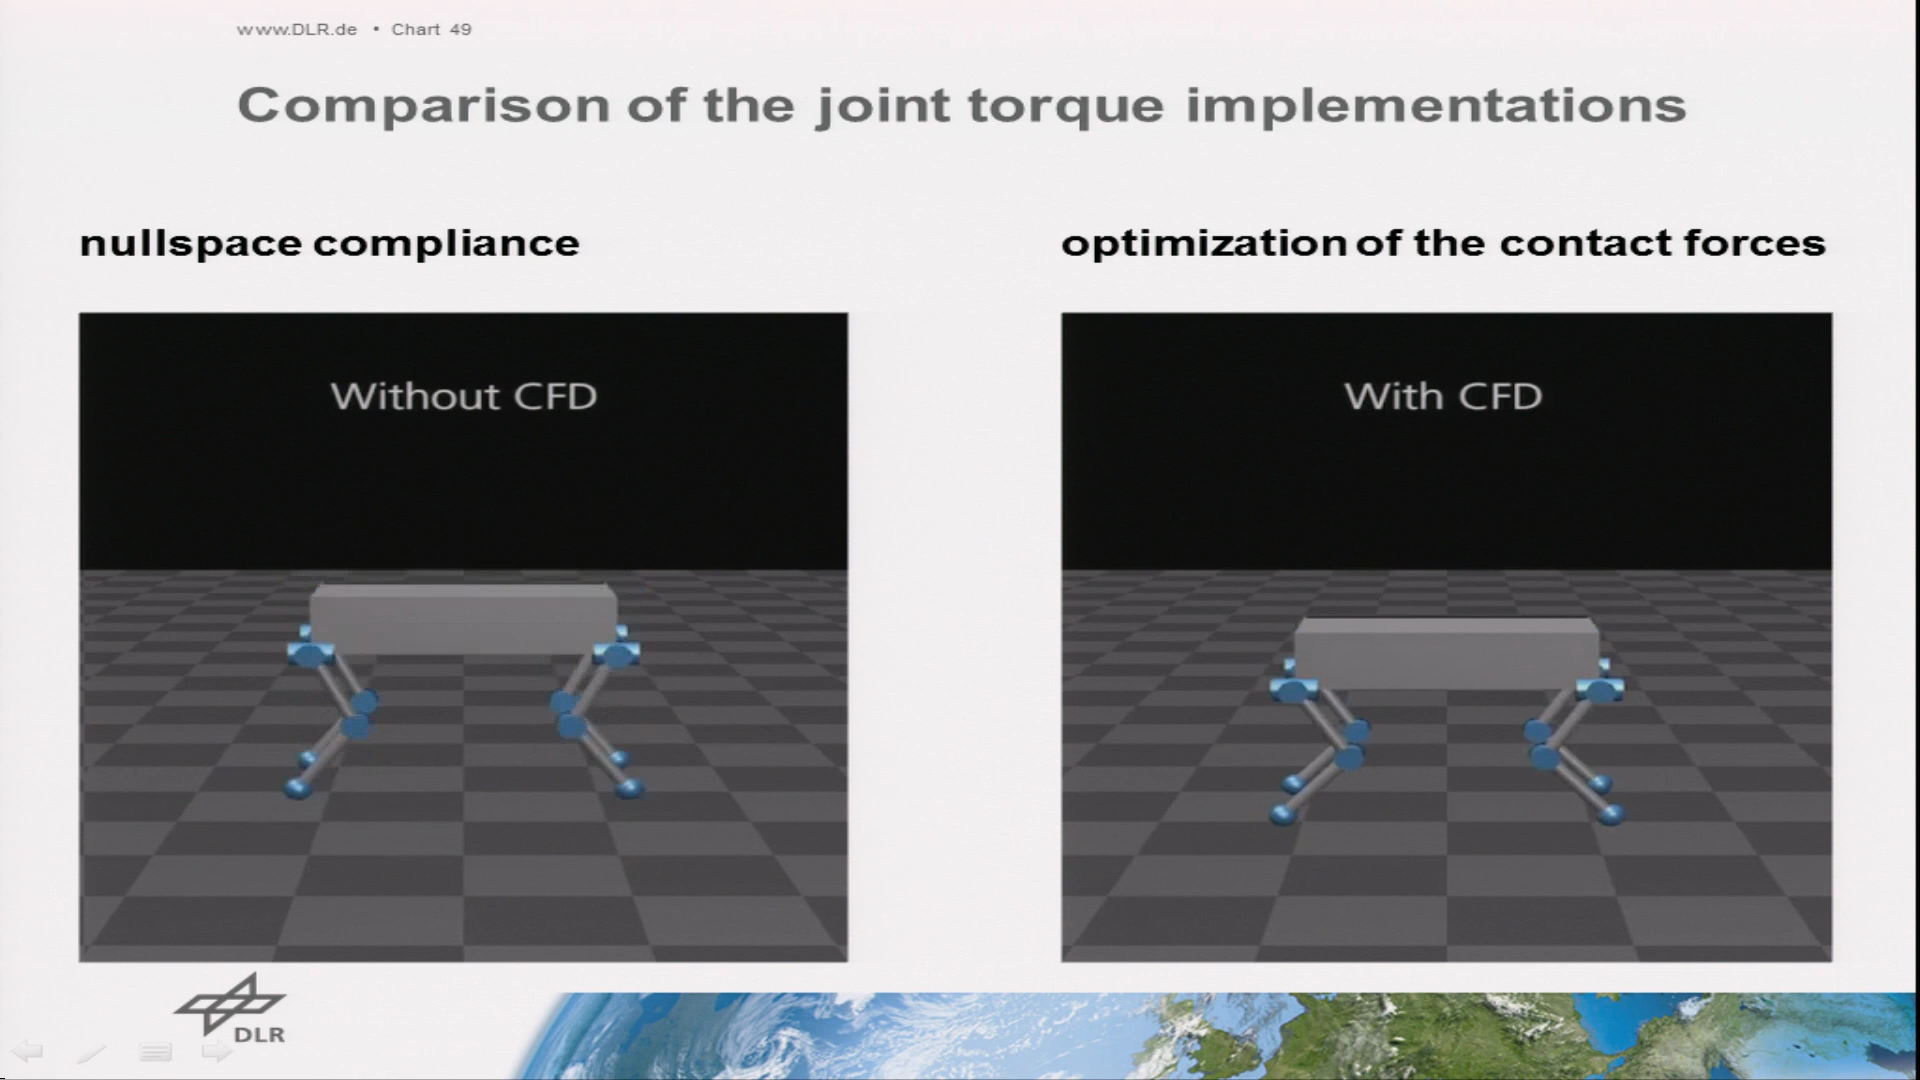 www.DLR.de • Chart 49
Comparison of the joint torque implementations
nullspace compliance
optimization of the contact forces
Without CFD
With CFD
DLR